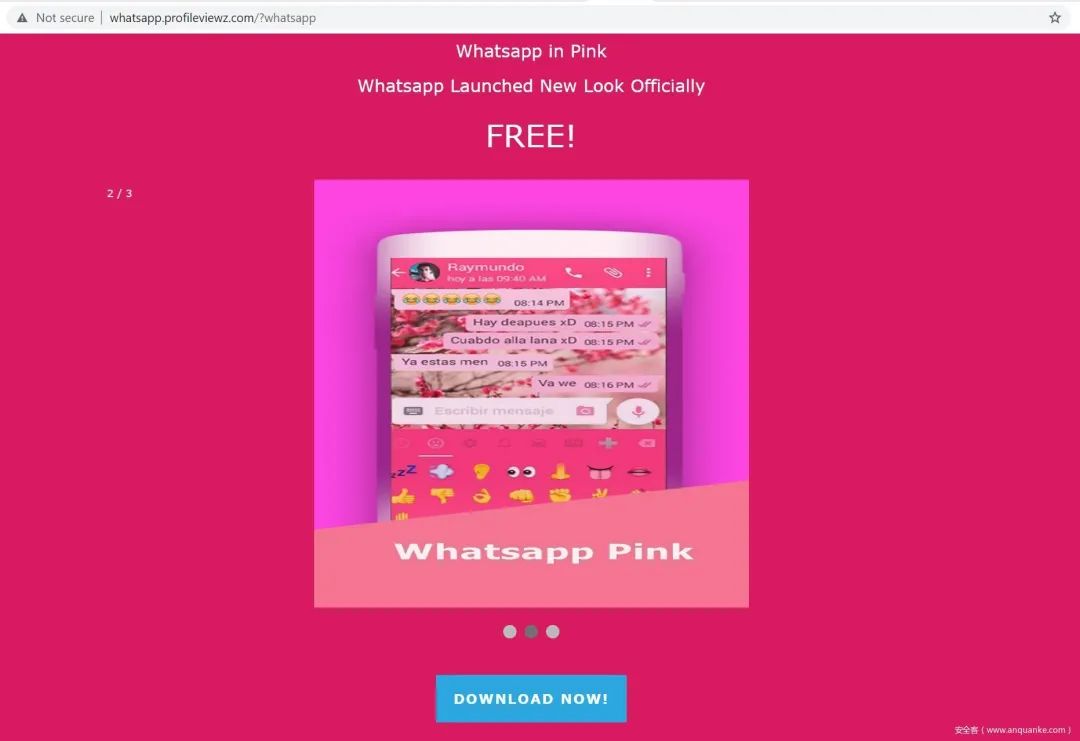 Not secure | whatsapp.profileviewz.com/?whatsapp
Whatsapp in Pink
Whatsapp Launched New Look Officially
FREE!
2 / 3
Raymundo
hoy a las 09:40 AM
08:14 PM
Hay deapues xD 08:15 PM
Cuabdo alla lana xD 08:15 PM
Ya estas men 08:15 PM
Va we 08:16 PM
Escribir mensaje
zzZ
Whatsapp Pink
DOWNLOAD NOW!
安全客 ( www.anquanke.com )